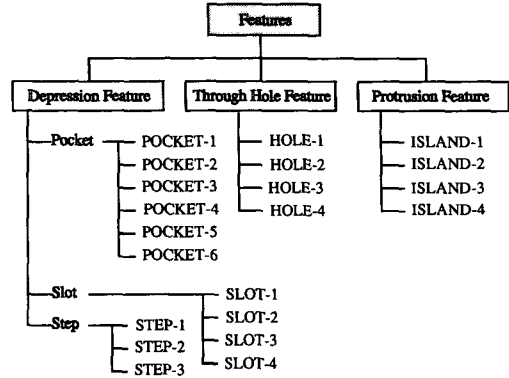 Features
Depression Feature
Through Hole Feature
Protrusion Feature
Pocket
POCKET-1
POCKET-2
POCKET-3
POCKET-4
POCKET-5
POCKET-6
HOLE-1
HOLE-2
HOLE-3
HOLE-4
ISLAND-1
ISLAND-2
ISLAND-3
ISLAND-4
Slot
SLOT-1
SLOT-2
SLOT-3
SLOT-4
Step
STEP-1
STEP-2
STEP-3